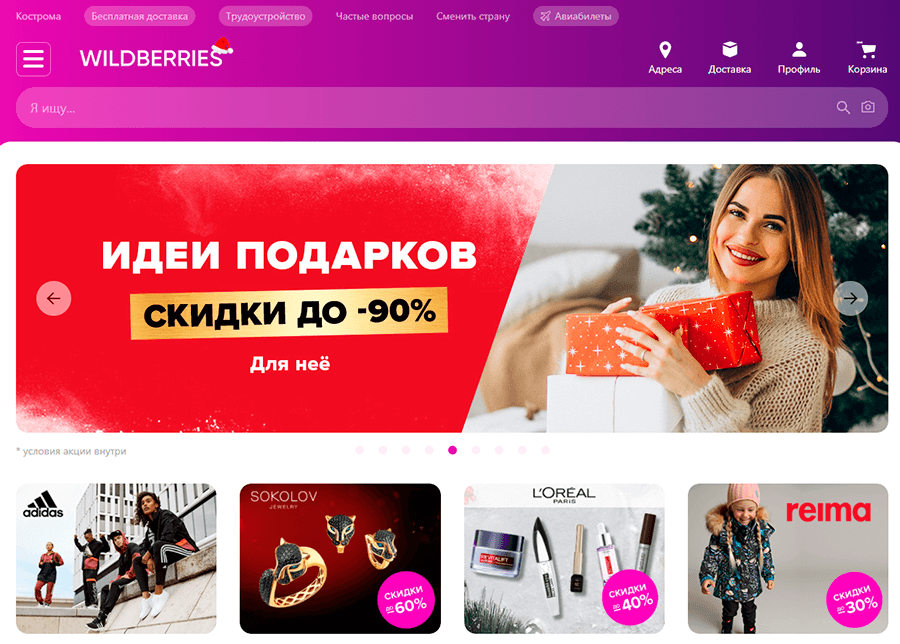 Кострома
Бесплатная доставка
Трудоустройство
Частые вопросы
Сменить страну
Авиабилеты
WILDBERRIES
Адреса
Доставка
Профиль
Корзина
Я ищу...
ИДЕИ ПОДАРКОВ
СКИДКИ ДО -90%
Для неё
* условия акции внутри
adidas
SOKOLOV
JEWELRY
СКИДКИ
ДО 60%
L'ORÉAL
PARIS
REVITALIFT
СКИДКИ
ДО 40%
reima
СКИДКИ
ДО 30%